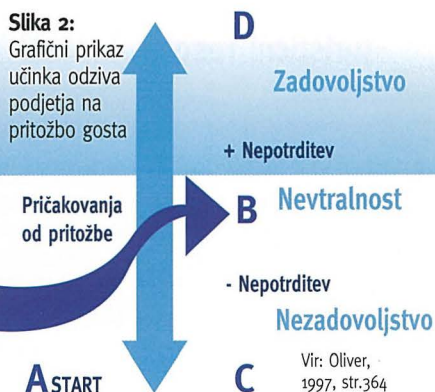 Slika 2:
Grafični prikaz
učinka odziva
podjetja na
pritožbo gosta
D
Zadovoljstvo
+ Nepotrditev
Pričakovanja
od pritožbe
B Nevtralnost
- Nepotrditev
Nezadovoljstvo
A START
C
Vir: Oliver,
1997, str.364